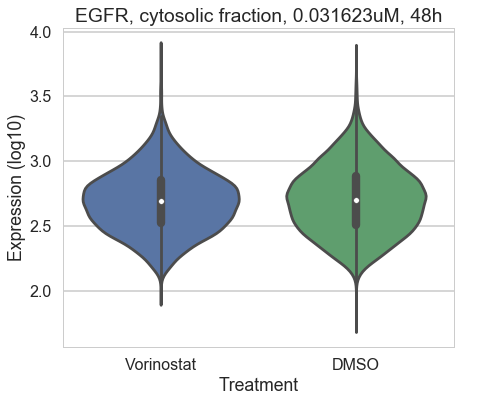 EGFR, cytosolic fraction, 0.031623uM, 48h
4.0
3.5
3.0
2.5
2.0
Expression (log10)
Vorinostat DMSO
Treatment